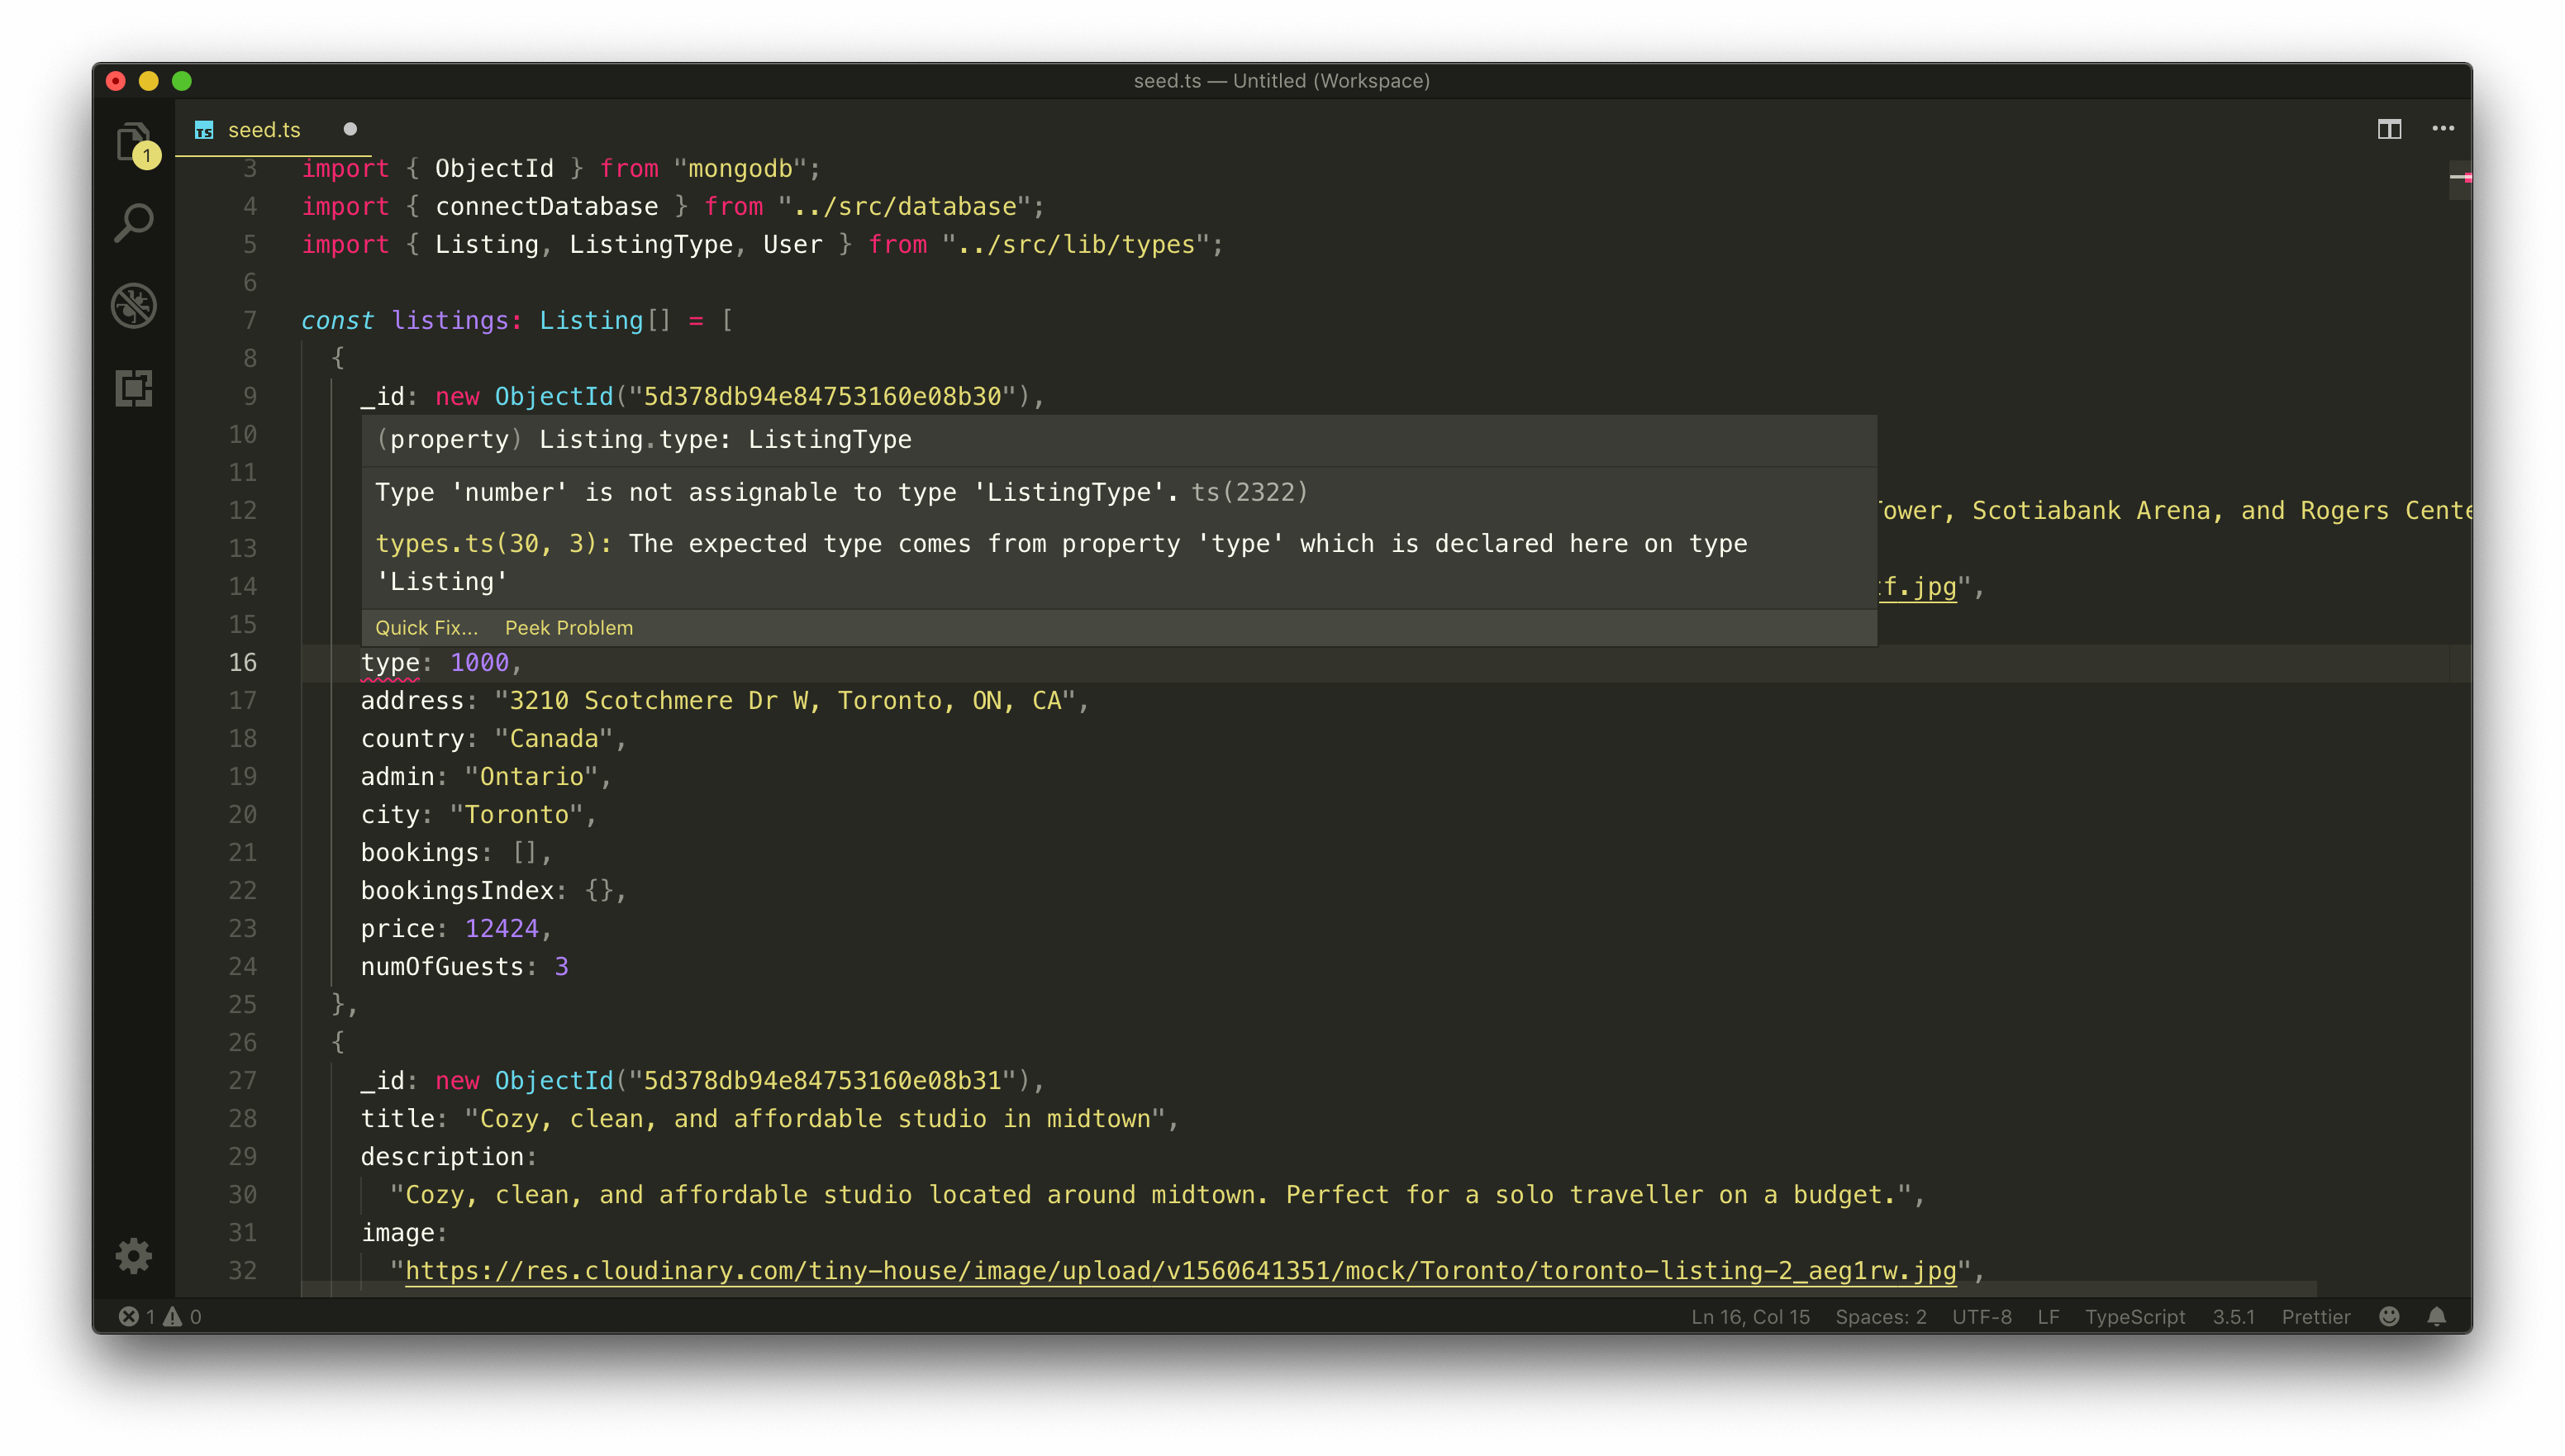 seed.ts — Untitled (Workspace)
1
TS seed.ts
3 import { ObjectId } from "mongodb";
4 import { connectDatabase } from "../src/database";
5 import { Listing, ListingType, User } from "../src/lib/types";
6
7 const listings: Listing[] = [
8 {
9 _id: new ObjectId("5d378db94e84753160e08b30"),
10
(property) Listing.type: ListingType
11
Type 'number' is not assignable to type 'ListingType'. ts(2322)
12 Scotiabank Arena, and Rogers
13
types.ts(30, 3): The expected type comes from property 'type' which is declared here on type
'Listing'
14 f.jpg",
15
Quick Fix... Peek Problem
16 type: 1000,
17 address: "3210 Scotchmere Dr W, Toronto, ON, CA",
18 country: "Canada",
19 admin: "Ontario",
20 city: "Toronto",
21 bookings: [],
22 bookingsIndex: {},
23 price: 12424,
24 numOfGuests: 3
25 },
26 {
27 _id: new ObjectId("5d378db94e84753160e08b31"),
28 title: "Cozy, clean, and affordable studio in midtown",
29 description:
30 "Cozy, clean, and affordable studio located around midtown. Perfect for a solo traveller on a budget.",
31 image:
32 "https://res.cloudinary.com/tiny-house/image/upload/v1560641351/mock/Toronto/toronto-listing-2_aeg1rw.jpg",
1 0 Ln 16, Col 15 Spaces: 2 UTF-8 LF TypeScript 3.5.1 Prettier